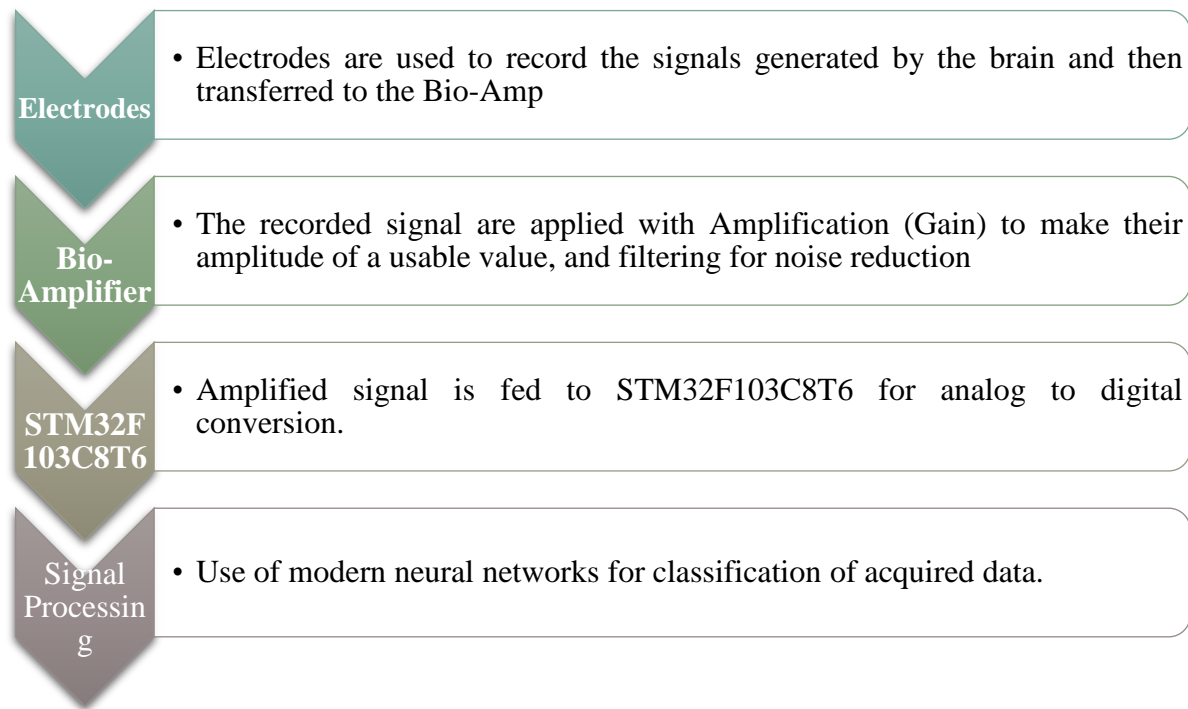 Electrodes
• Electrodes are used to record the signals generated by the brain and then
transferred to the Bio-Amp
Bio-
Amplifier
• The recorded signal are applied with Amplification (Gain) to make their
amplitude of a usable value, and filtering for noise reduction
STM32F
103C8T6
• Amplified signal is fed to STM32F103C8T6 for analog to digital
conversion.
Signal
Processin
g
• Use of modern neural networks for classification of acquired data.